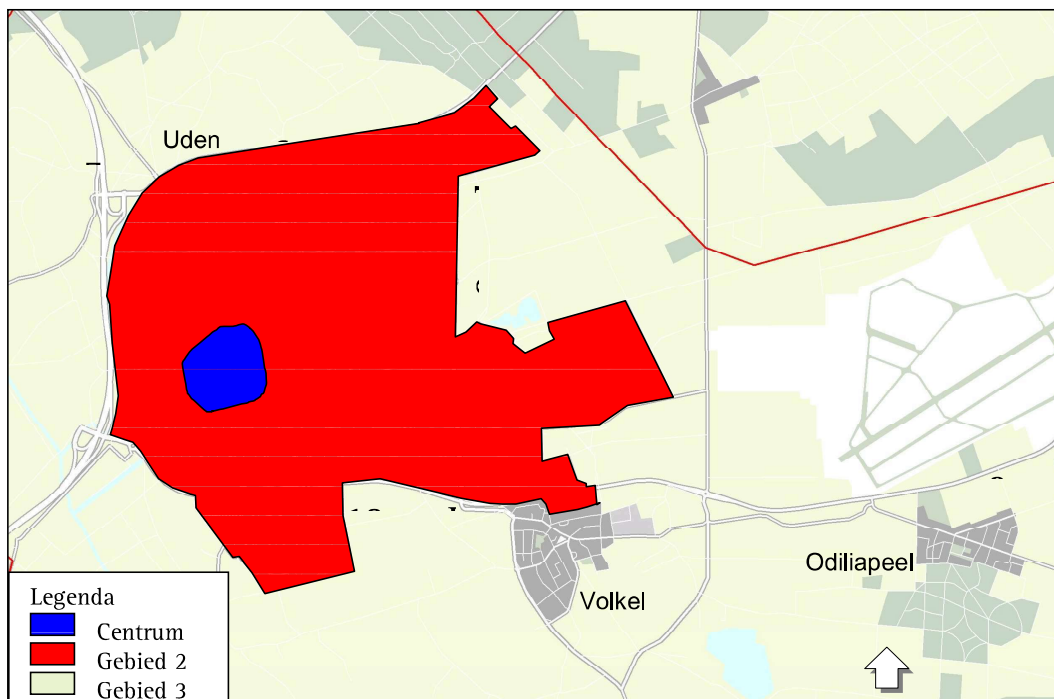 Uden
Odiliapeel
Volkel
Legenda
Centrum
Gebied 2
Gebied 3